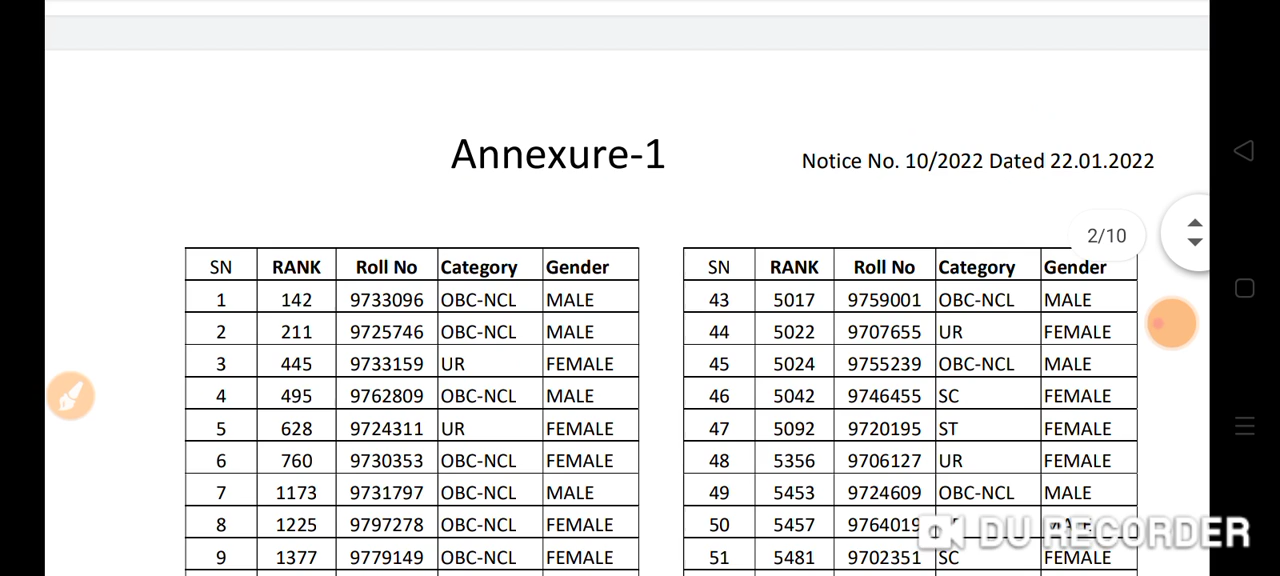 Annexure-1
Notice No. 10/2022 Dated 22.01.2022
2/10
SN RANK Roll No Category Gender
1 142 9733096 OBC-NCL MALE
2 211 9725746 OBC-NCL MALE
3 445 9733159 UR FEMALE
4 495 9762809 OBC-NCL MALE
5 628 9724311 UR FEMALE
6 760 9730353 OBC-NCL FEMALE
7 1173 9731797 OBC-NCL MALE
8 1225 9797278 OBC-NCL FEMALE
9 1377 9779149 OBC-NCL FEMALE
SN RANK Roll No Category Gender
43 5017 9759001 OBC-NCL MALE
44 5022 9707655 UR FEMALE
45 5024 9755239 OBC-NCL MALE
46 5042 9746455 SC FEMALE
47 5092 9720195 ST FEMALE
48 5356 9706127 UR FEMALE
49 5453 9724609 OBC-NCL MALE
50 5457 9764019 MALE
51 5481 9702351 SC FEMALE
DU RECORDER